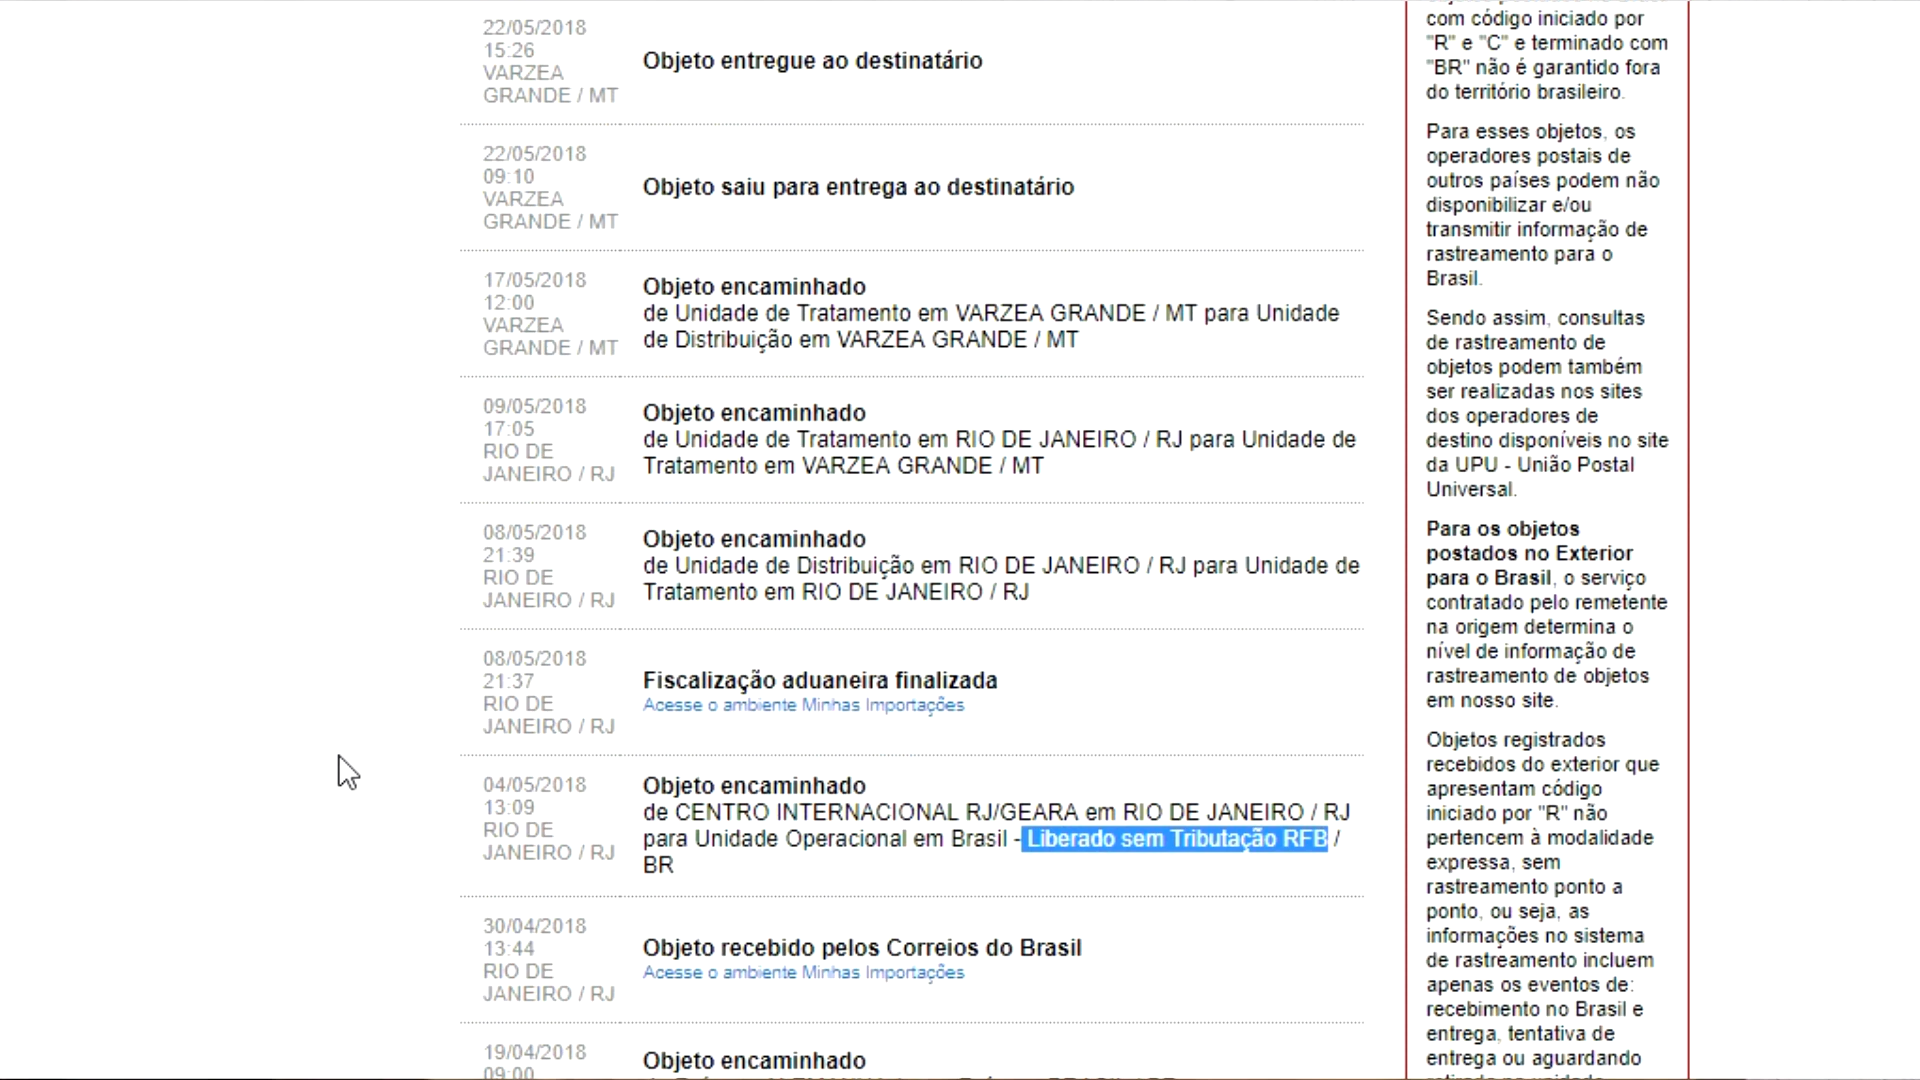 22/05/2018
15:26
VARZEA
GRANDE / MT
Objeto entregue ao destinatário
22/05/2018
09:10
VARZEA
GRANDE / MT
Objeto saiu para entrega ao destinatário
17/05/2018
12:00
VARZEA
GRANDE / MT
Objeto encaminhado
de Unidade de Tratamento em VARZEA GRANDE / MT para Unidade
de Distribuição em VARZEA GRANDE / MT
09/05/2018
17:05
RIO DE
JANEIRO / RJ
Objeto encaminhado
de Unidade de Tratamento em RIO DE JANEIRO / RJ para Unidade de
Tratamento em VARZEA GRANDE / MT
08/05/2018
21:39
RIO DE
JANEIRO / RJ
Objeto encaminhado
de Unidade de Distribuição em RIO DE JANEIRO / RJ para Unidade de
Tratamento em RIO DE JANEIRO / RJ
08/05/2018
21:37
RIO DE
JANEIRO / RJ
Fiscalização aduaneira finalizada
Acesse o ambiente Minhas Importações
04/05/2018
13:09
RIO DE
JANEIRO / RJ
Objeto encaminhado
de CENTRO INTERNACIONAL RJ/GEARA em RIO DE JANEIRO / RJ
para Unidade Operacional em Brasil - Liberado sem Tributação RFB /
BR
30/04/2018
13:44
RIO DE
JANEIRO / RJ
Objeto recebido pelos Correios do Brasil
Acesse o ambiente Minhas Importações
19/04/2018
09:00
Objeto encaminhado
com código iniciado por
"R" e "C" e terminado com
"BR" não é garantido fora
do território brasileiro.
Para esses objetos, os
operadores postais de
outros países podem não
disponibilizar e/ou
transmitir informação de
rastreamento para o
Brasil.
Sendo assim, consultas
de rastreamento de
objetos podem também
ser realizadas nos sites
dos operadores de
destino disponíveis no site
da UPU - União Postal
Universal.
Para os objetos
postados no Exterior
para o Brasil, o serviço
contratado pelo remetente
na origem determina o
nível de informação de
rastreamento de objetos
em nosso site.
Objetos registrados
recebidos do exterior que
apresentam código
iniciado por "R" não
pertencem à modalidade
expressa, sem
rastreamento ponto a
ponto, ou seja, as
informações no sistema
de rastreamento incluem
apenas os eventos de:
recebimento no Brasil e
entrega, tentativa de
entrega ou aguardando